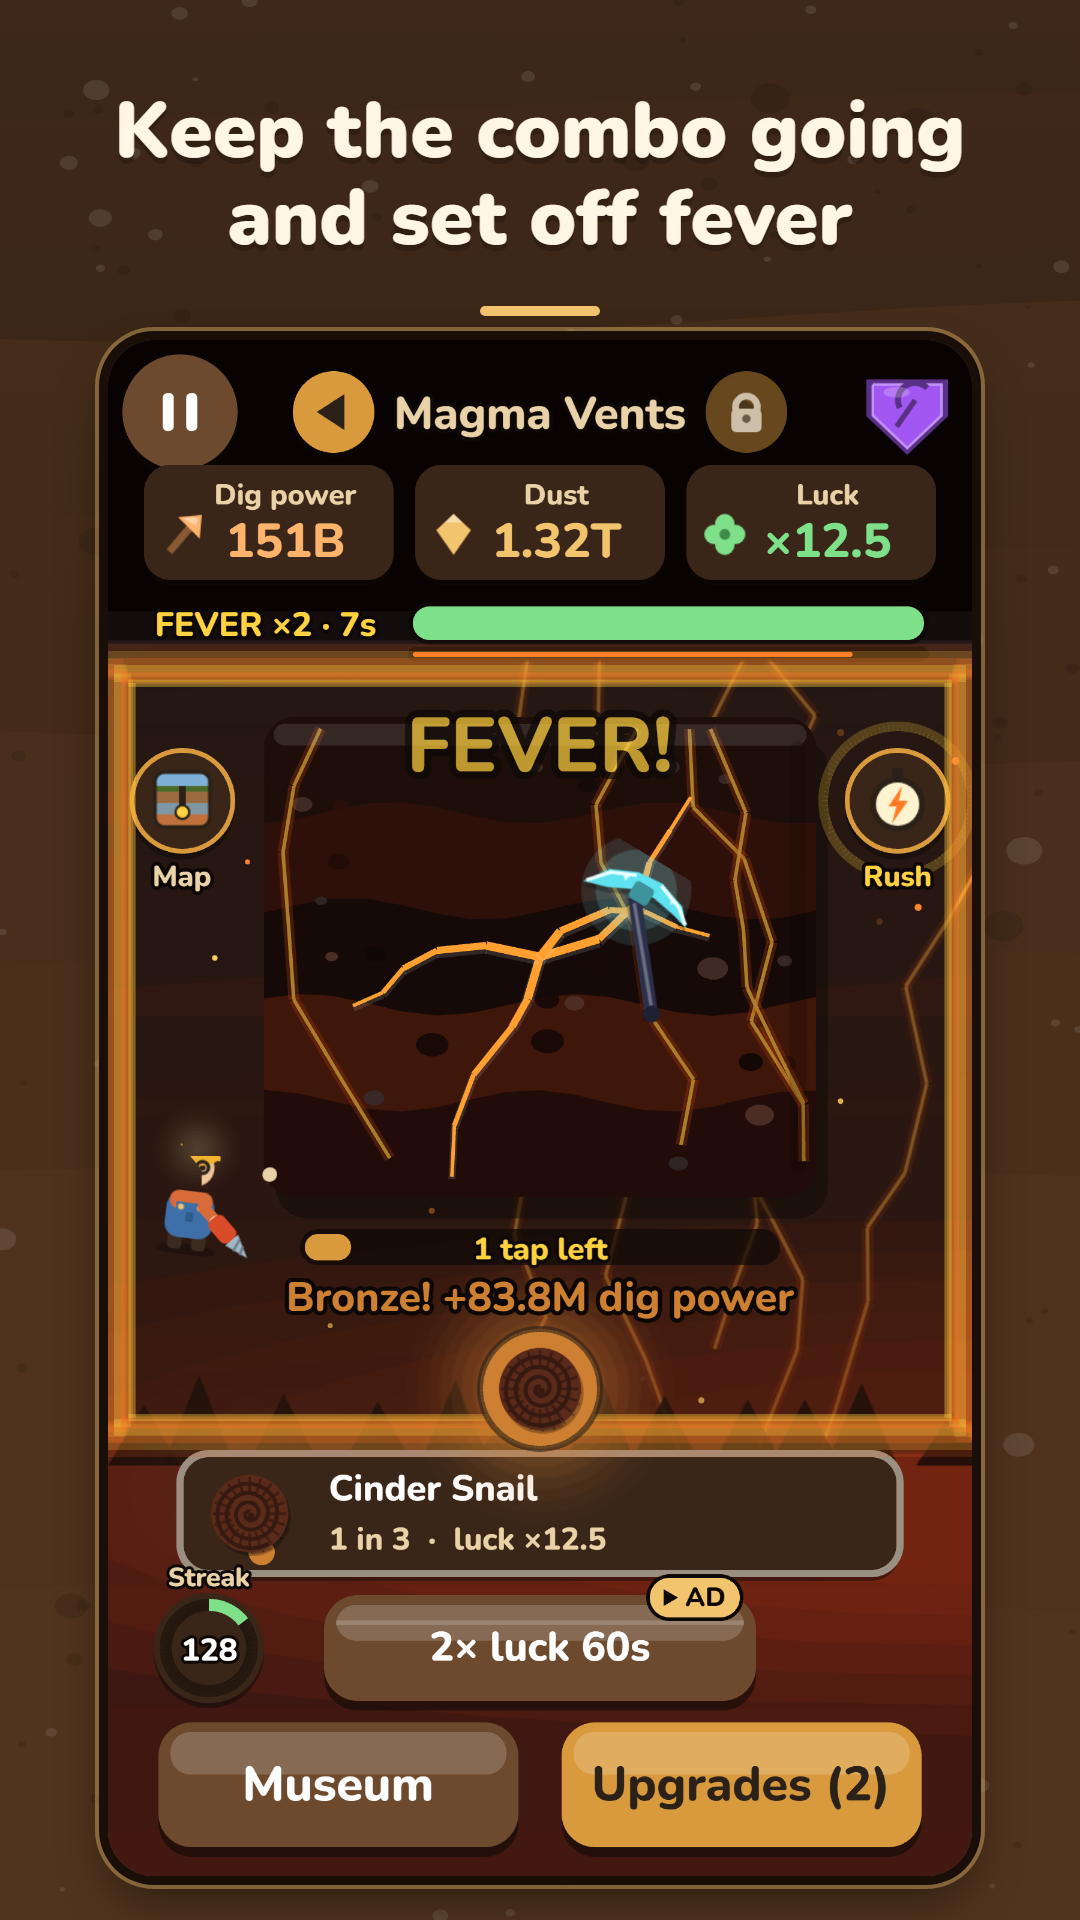 Keep the combo going
and set off fever
Magma Vents
Dig power
151B
Dust
1.32T
Luck
×12.5
FEVER ×2 · 7s
FEVER!
Map
Rush
1 tap left
Bronze! +83.8M dig power
Cinder Snail
1 in 3 · luck ×12.5
Streak
128
AD
2× luck 60s
Museum
Upgrades (2)